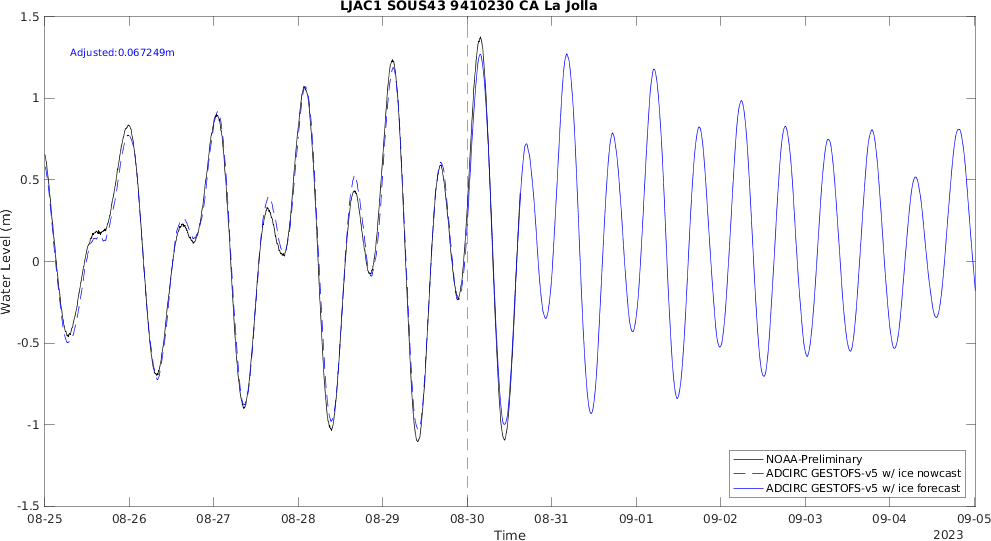 LJAC1 SOUS43 9410230 CA La Jolla
Adjusted:0.067249m
Water Level (m)
1.5
1
0.5
0
-0.5
-1
-1.5
NOAA-Preliminary
ADCIRC GESTOFS-v5 w/ ice nowcast
ADCIRC GESTOFS-v5 w/ ice forecast
08-25 08-26 08-27 08-28 08-29 08-30 08-31 09-01 09-02 09-03 09-04 09-05
Time
2023